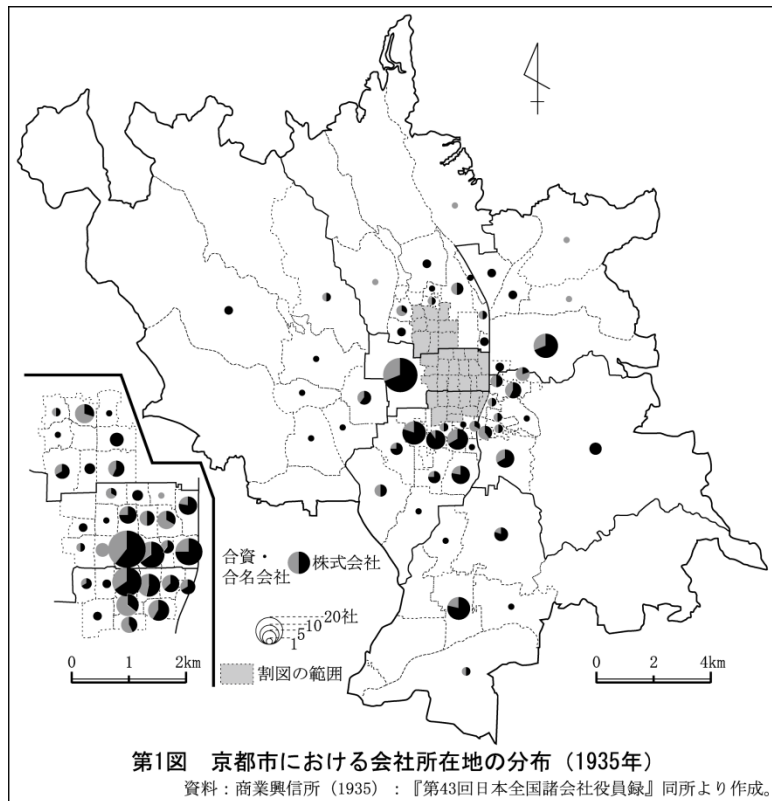 合資・
合名会社
株式会社
20社
10
5
1
割図の範囲
0 1 2km
0 2 4km
第1図 京都市における会社所在地の分布（1935年）
資料：商業興信所（1935）：『第43回日本全国諸会社役員録』同所より作成。